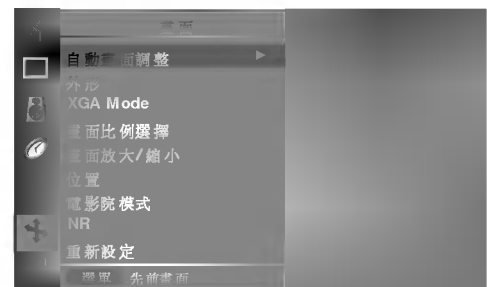 畫面
自動畫面調整
外形
XGA Mode
畫面比例選擇
畫面放大/縮小
位置
電影院模式
NR
重新設定
選單 先前畫面